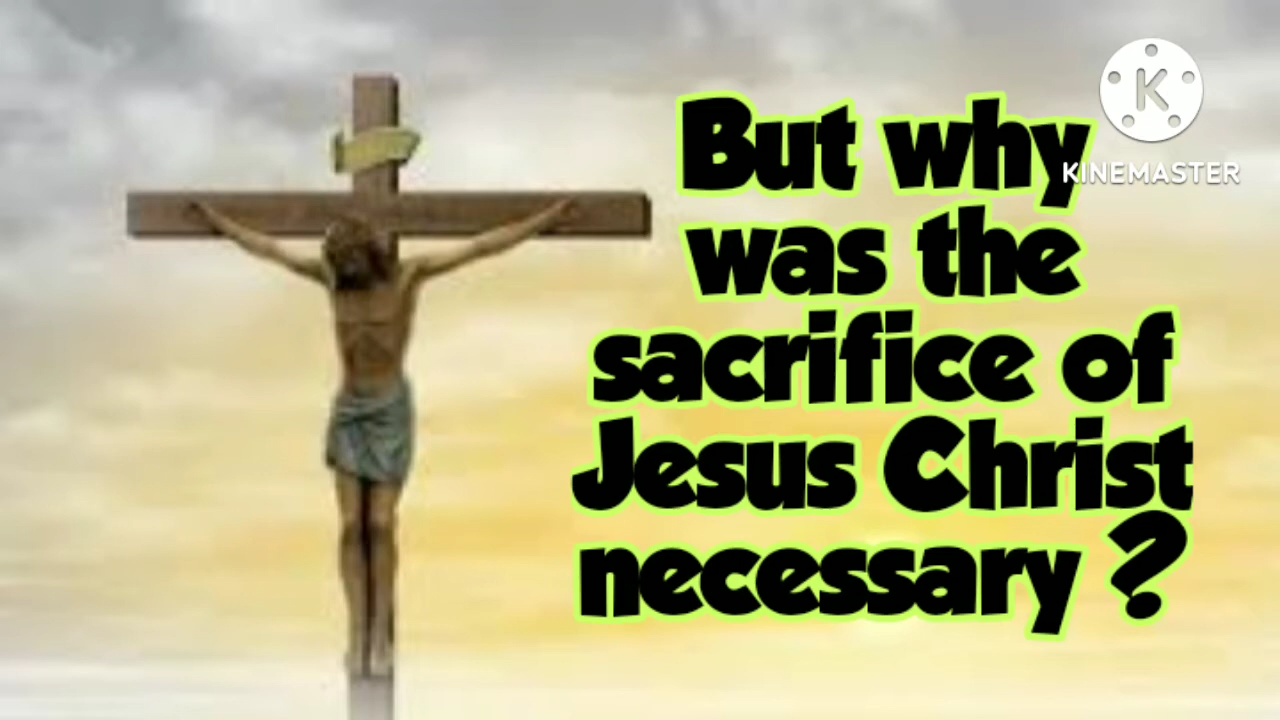 But why
was the
sacrifice of
Jesus Christ
necessary ?
K
KINEMASTER